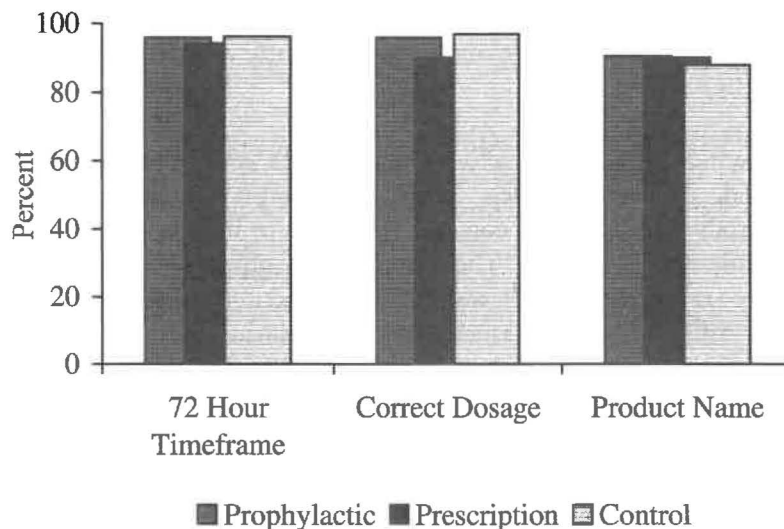 100
80
60
40
20
0
Percent
72 Hour
Timeframe
Correct Dosage
Product Name
Prophylactic Prescription Control